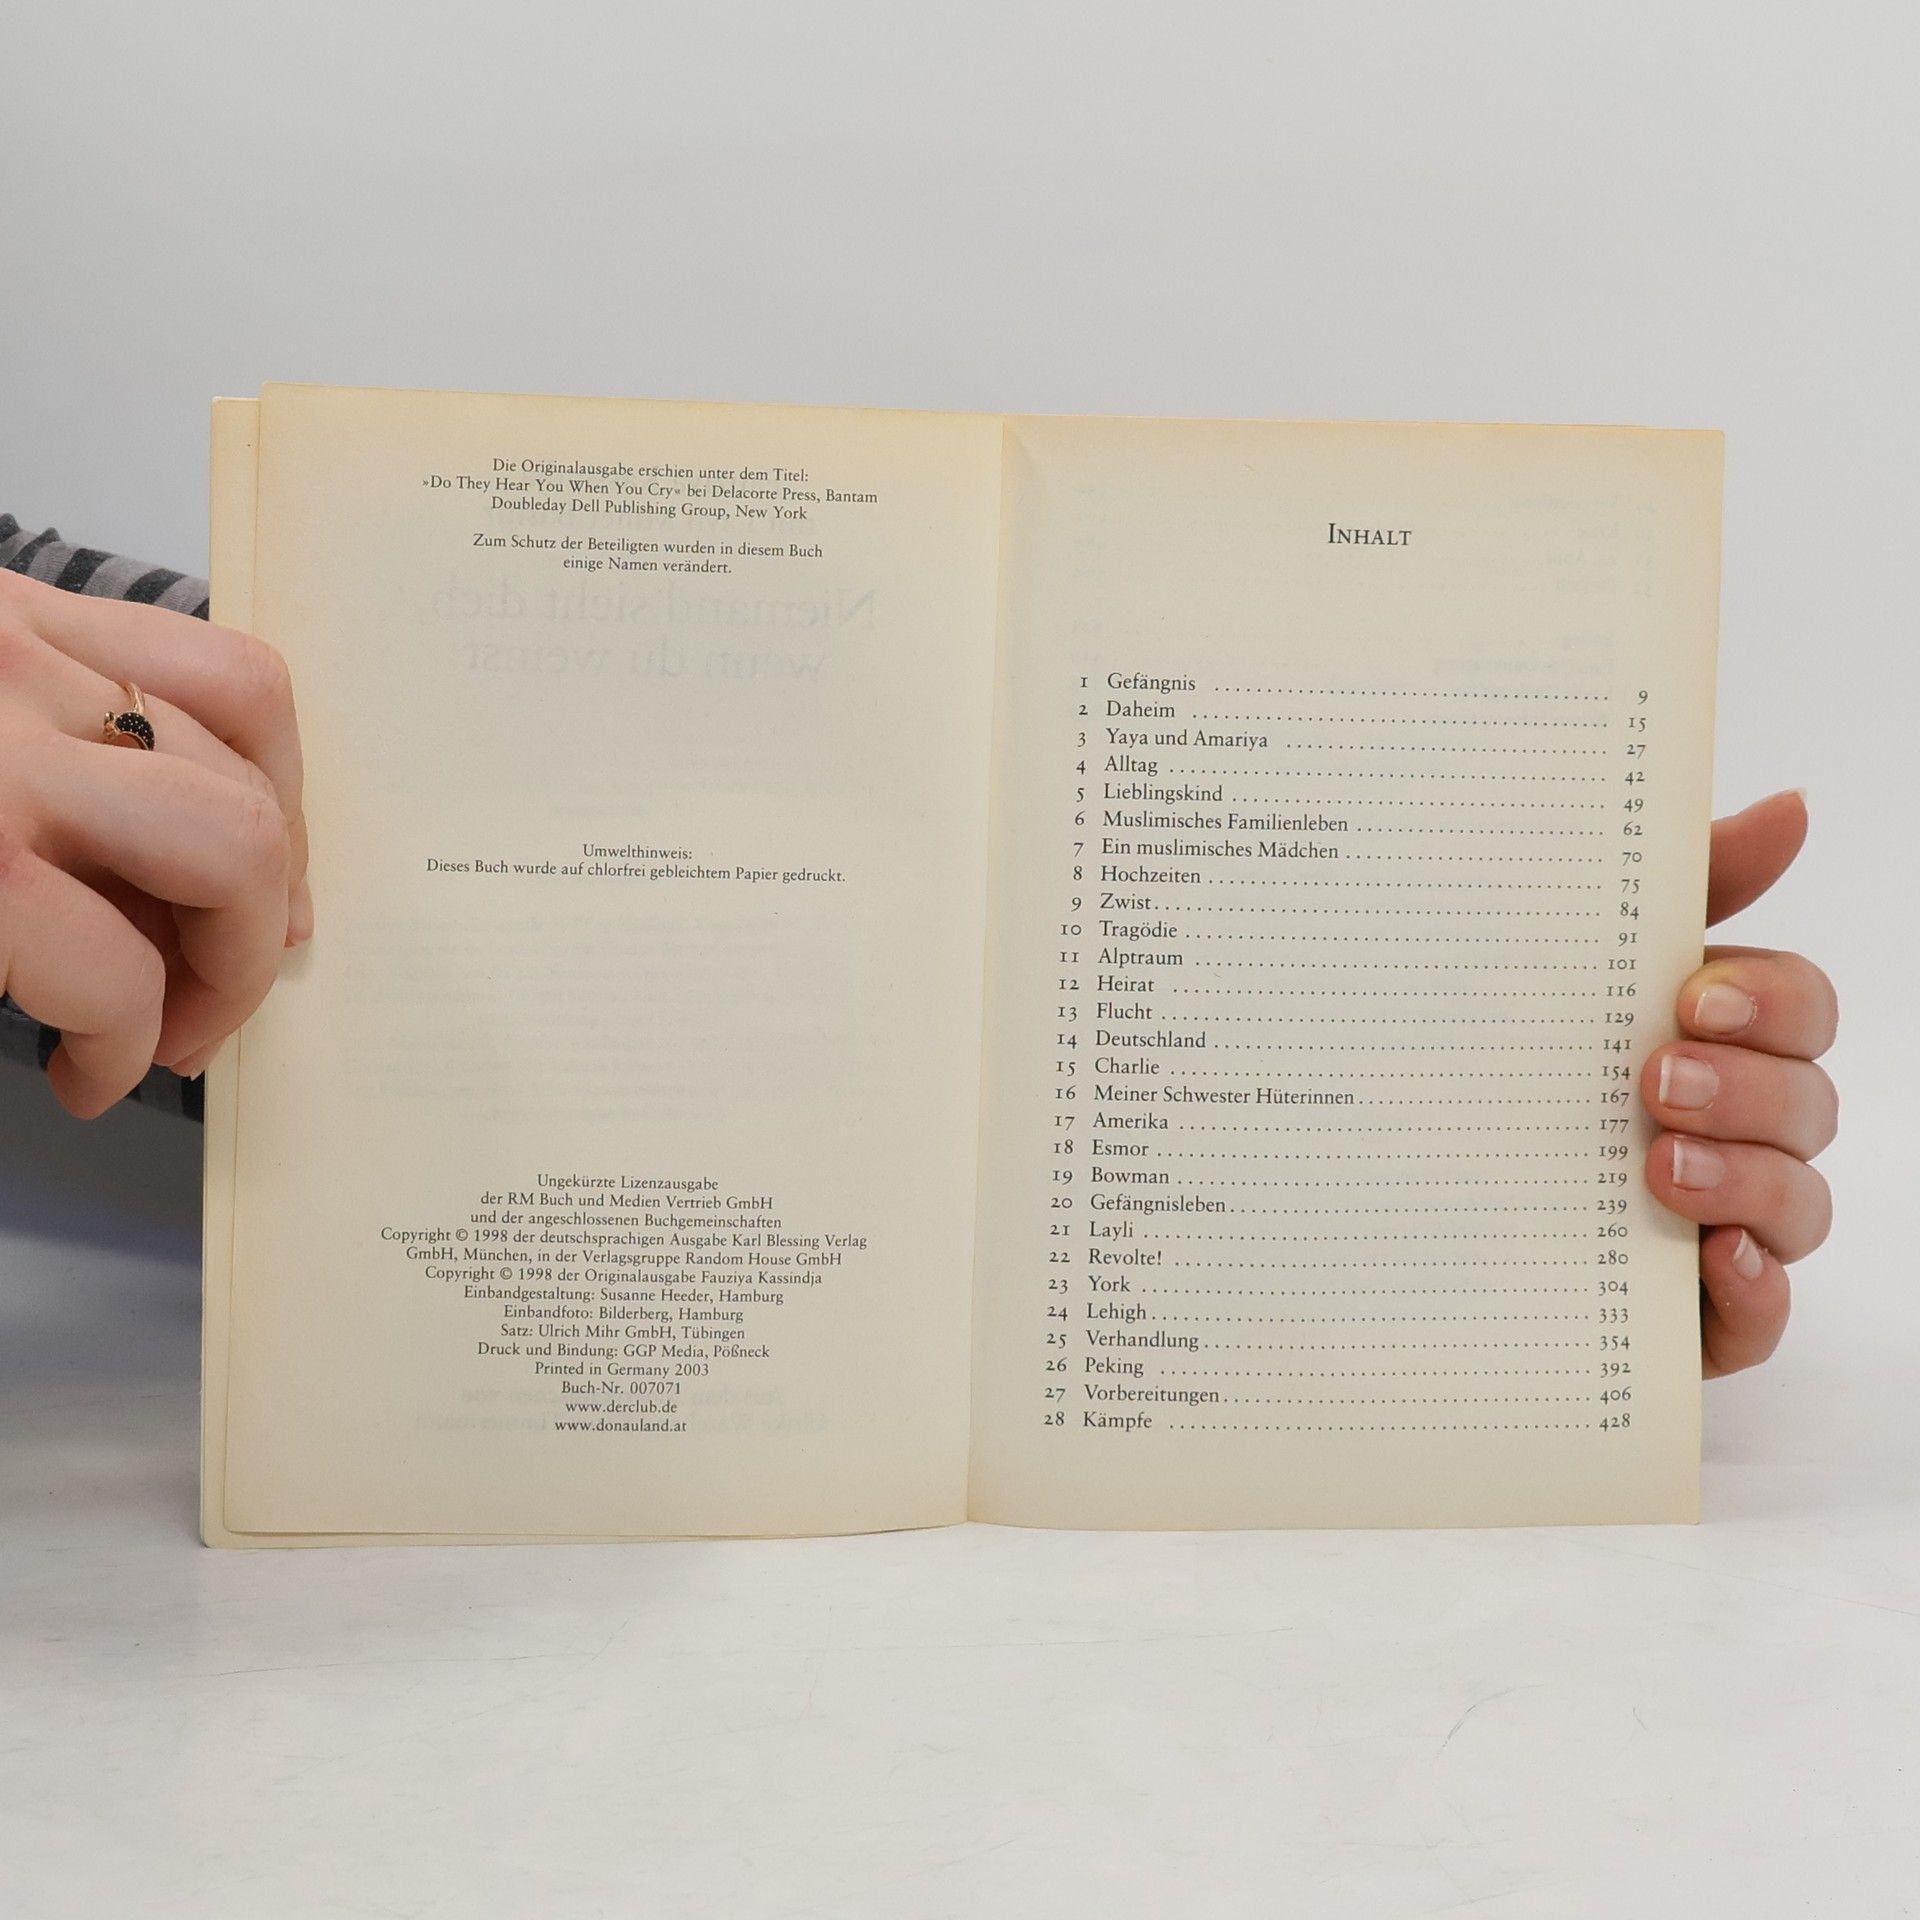 Die Originalausgabe erschien unter dem Titel:
»Do They Hear You When You Cry« bei Delacorte Press, Bantam
Doubleday Dell Publishing Group, New York
Zum Schutz der Beteiligten wurden in diesem Buch
einige Namen verändert.
Umwelthinweis:
Dieses Buch wurde auf chlorfrei gebleichtem Papier gedruckt.
Ungekürzte Lizenzausgabe
der RM Buch und Medien Vertrieb GmbH
und der angeschlossenen Buchgemeinschaften
Copyright © 1998 der deutschsprachigen Ausgabe Karl Blessing Verlag
GmbH, München, in der Verlagsgruppe Random House GmbH
Copyright © 1998 der Originalausgabe Fauziya Kassindja
Einbandgestaltung: Susanne Heeder, Hamburg
Einbandfoto: Bilderberg, Hamburg
Satz: Ulrich Mihr GmbH, Tübingen
Druck und Bindung: GGP Media, Pößneck
Printed in Germany 2003
Buch-Nr. 007071
www.derclub.de
www.donauland.at
INHALT
1 Gefängnis 9
2 Daheim 15
3 Yaya und Amariya 27
4 Alltag 42
5 Lieblingskind 49
6 Muslimisches Familienleben 62
7 Ein muslimisches Mädchen 70
8 Hochzeiten 75
9 Zwist 84
10 Tragödie 91
11 Alptraum 101
12 Heirat 116
13 Flucht 129
14 Deutschland 141
15 Charlie 154
16 Meiner Schwester Hüterinnen 167
17 Amerika 177
18 Esmor 199
19 Bowman 219
20 Gefängnisleben 239
21 Layli 260
22 Revolte! 280
23 York 304
24 Lehigh 333
25 Verhandlung 354
26 Peking 392
27 Vorbereitungen 406
28 Kämpfe 428